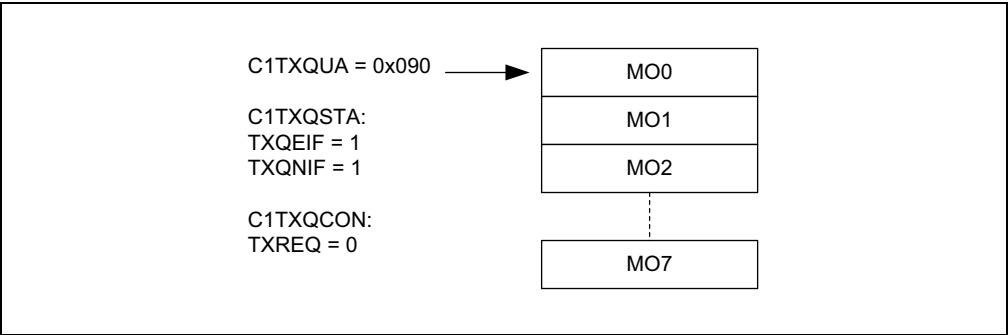 C1TXQUA = 0x090
MO0
C1TXQSTA:
TXQEIF = 1
TXQNIF = 1
MO1
MO2
C1TXQCON:
TXREQ = 0
MO7